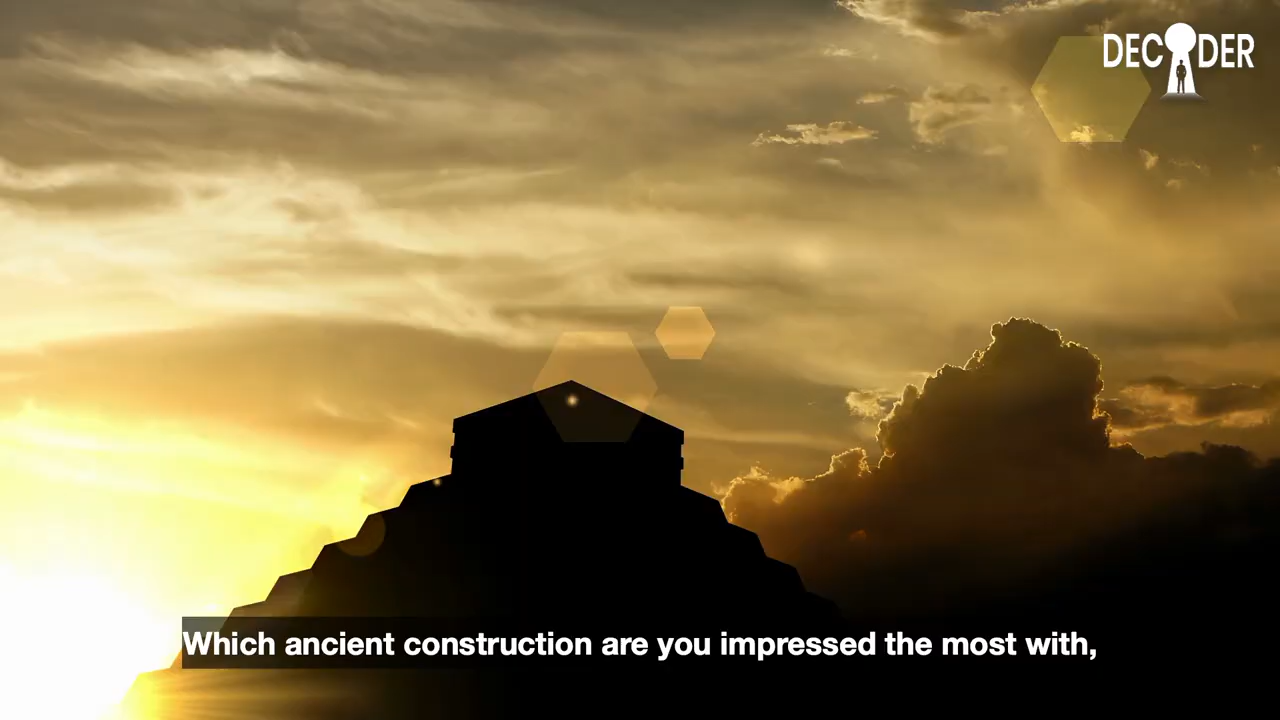 DECODER
Which ancient construction are you impressed the most with,